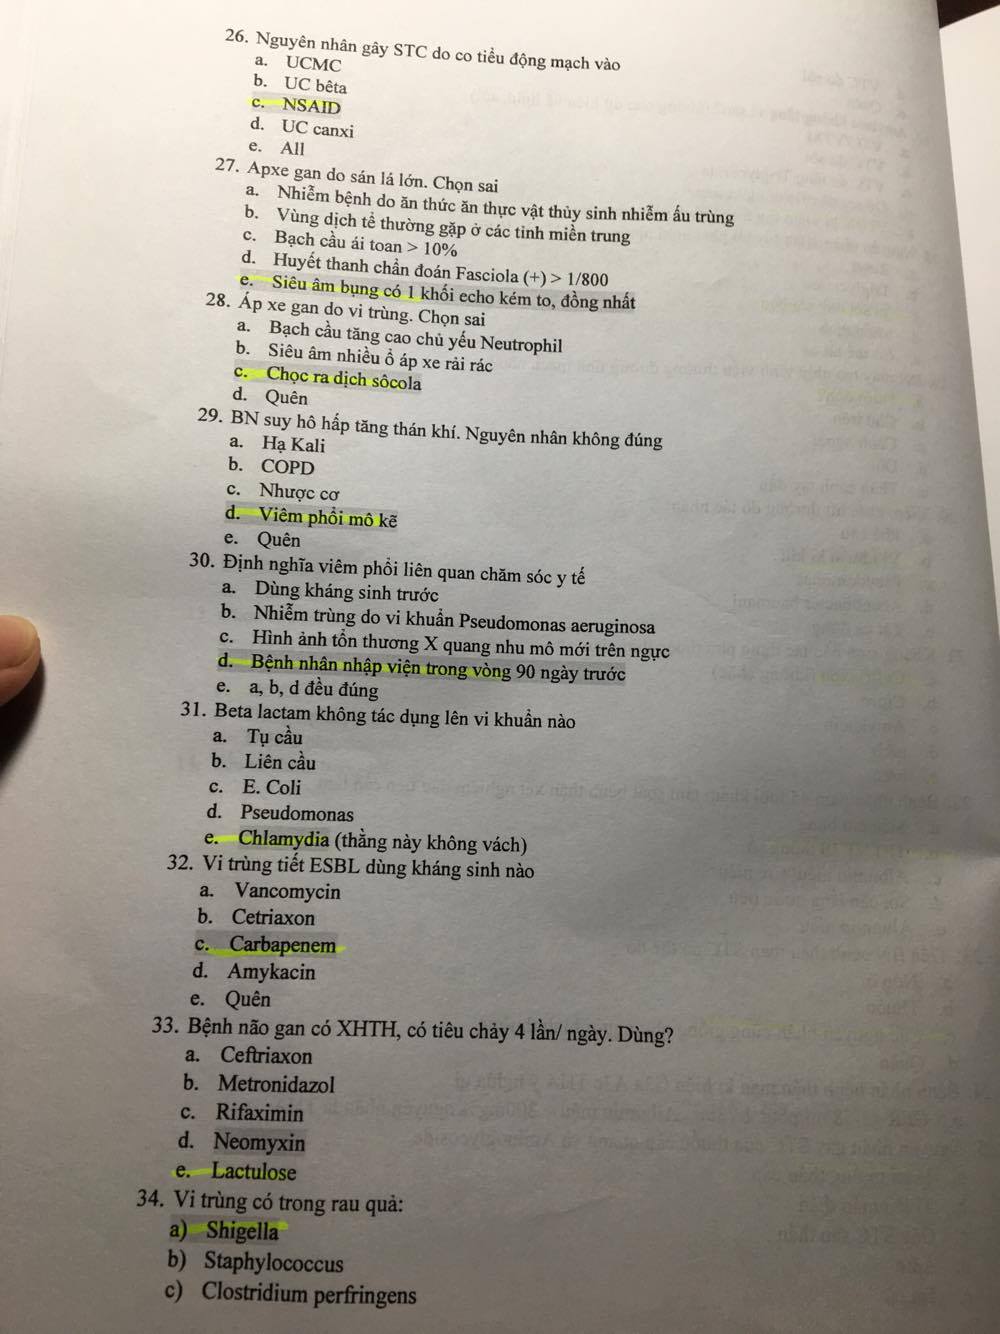 26. Nguyên nhân gây STC do co tiểu động mạch vào
a. UCMC
b. UC bêta
c. NSAID
d. UC canxi
e. All
27. Apxe gan do sán lá lớn. Chọn sai
a. Nhiễm bệnh do ăn thức ăn thực vật thủy sinh nhiễm ấu trùng
b. Vùng dịch tể thường gặp ở các tỉnh miền trung
c. Bạch cầu ái toan > 10%
d. Huyết thanh chẩn đoán Fasciola (+) > 1/800
e. Siêu âm bụng có 1 khối echo kém to, đồng nhất
28. Áp xe gan do vi trùng. Chọn sai
a. Bạch cầu tăng cao chủ yếu Neutrophil
b. Siêu âm nhiều ổ áp xe rải rác
c. Chọc ra dịch sôcola
d. Quên
29. BN suy hô hấp tăng thán khí. Nguyên nhân không đúng
a. Hạ Kali
b. COPD
c. Nhược cơ
d. Viêm phổi mô kẽ
e. Quên
30. Định nghĩa viêm phổi liên quan chăm sóc y tế
a. Dùng kháng sinh trước
b. Nhiễm trùng do vi khuẩn Pseudomonas aeruginosa
c. Hình ảnh tổn thương X quang nhu mô mới trên ngực
d. Bệnh nhân nhập viện trong vòng 90 ngày trước
e. a, b, d đều đúng
31. Beta lactam không tác dụng lên vi khuẩn nào
a. Tụ cầu
b. Liên cầu
c. E. Coli
d. Pseudomonas
e. Chlamydia (thằng này không vách)
32. Vi trùng tiết ESBL dùng kháng sinh nào
a. Vancomycin
b. Cetriaxon
c. Carbapenem
d. Amykacin
e. Quên
33. Bệnh não gan có XHTH, có tiêu chảy 4 lần/ ngày. Dùng?
a. Ceftriaxon
b. Metronidazol
c. Rifaximin
d. Neomyxin
e. Lactulose
34. Vi trùng có trong rau quả:
a) Shigella
b) Staphylococcus
c) Clostridium perfringens